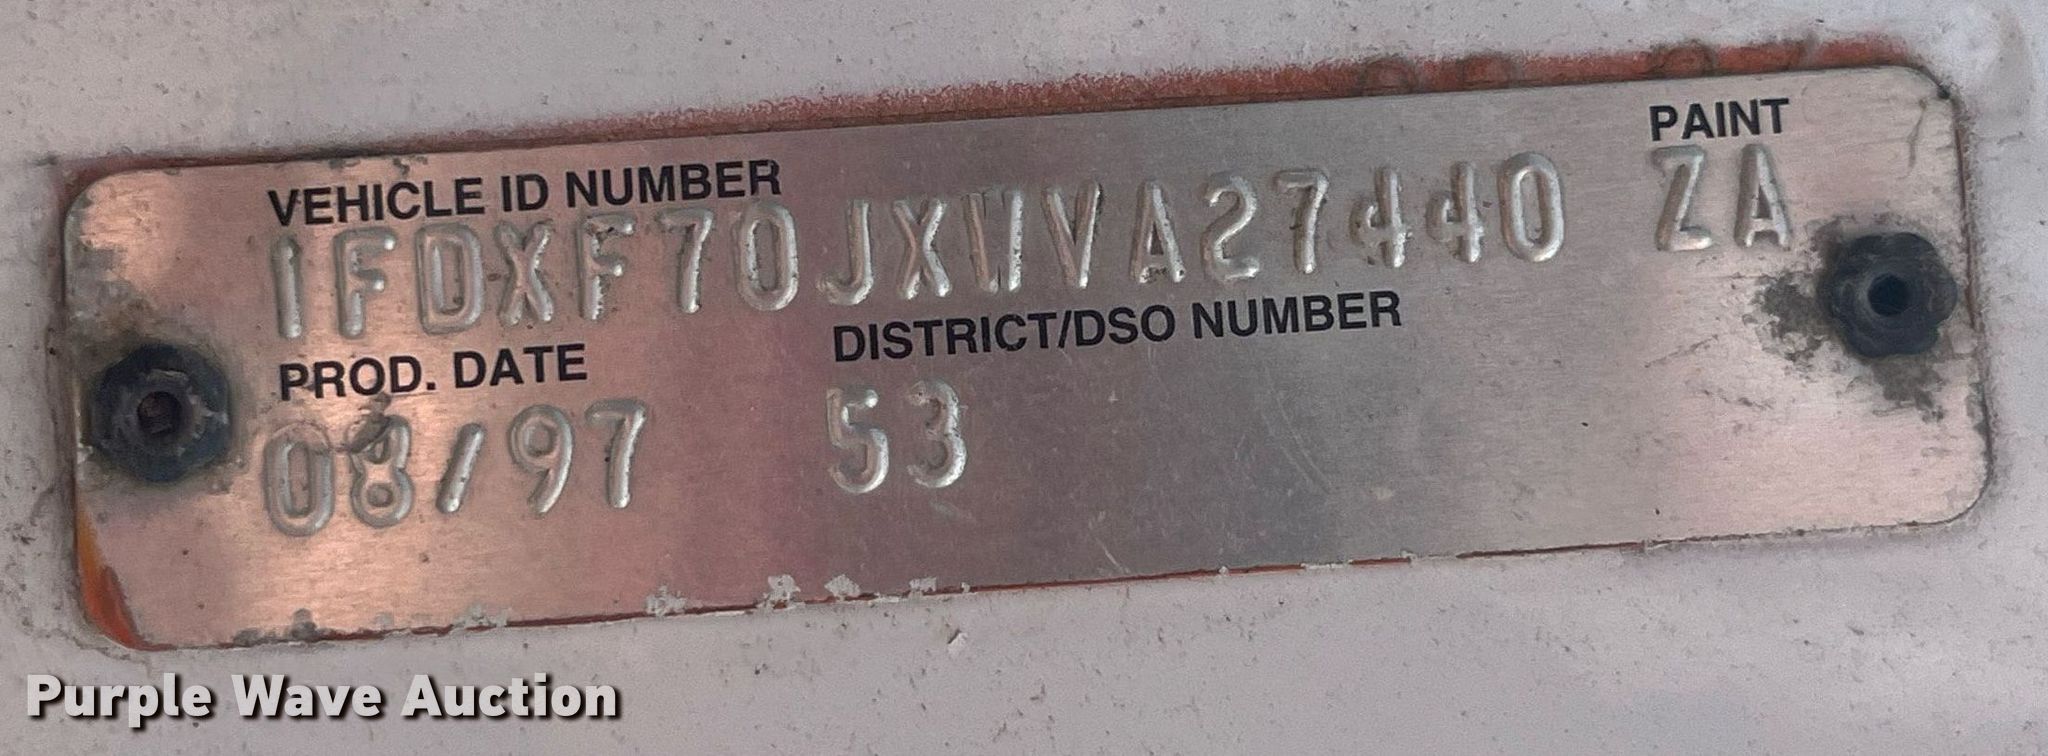 PAINT
VEHICLE ID NUMBER
1FDXF70JXWVA27440 ZA
PROD. DATE DISTRICT/DSO NUMBER
08/97 53
Purple Wave Auction